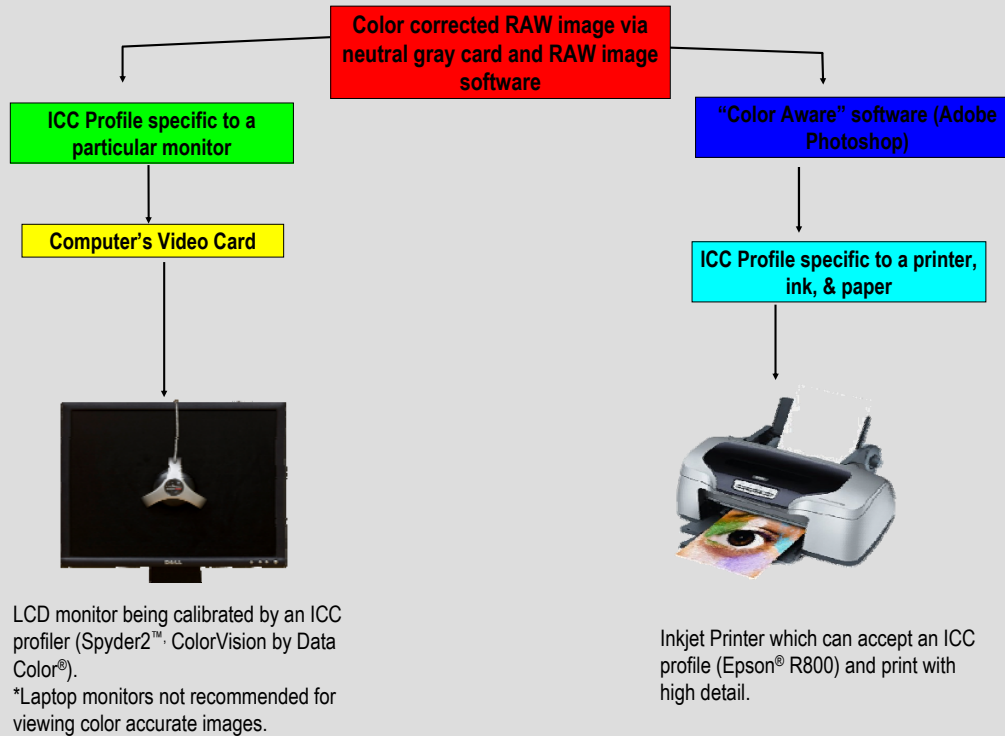 Color corrected RAW image via
neutral gray card and RAW image
software
ICC Profile specific to a
particular monitor
“Color Aware” software (Adobe
Photoshop)
Computer’s Video Card
ICC Profile specific to a printer,
ink, & paper
DELL
LCD monitor being calibrated by an ICC
profiler (Spyder2™, ColorVision by Data
Color®).
*Laptop monitors not recommended for
viewing color accurate images.
Inkjet Printer which can accept an ICC
profile (Epson® R800) and print with
high detail.